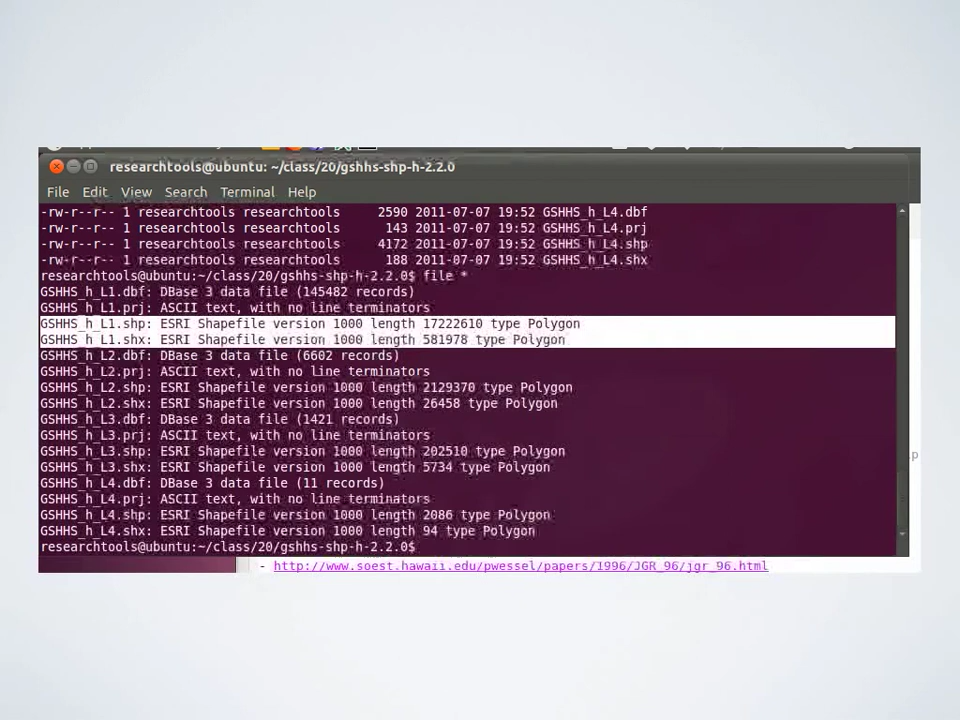 researchtools@ubuntu: ~/class/20/gshhs-shp-h-2.2.0
File Edit View Search Terminal Help
-rw-r--r-- 1 researchtools researchtools     2590 2011-07-07 19:52 GSHHS_h_L4.dbf
-rw-r--r-- 1 researchtools researchtools      143 2011-07-07 19:52 GSHHS_h_L4.prj
-rw-r--r-- 1 researchtools researchtools     4172 2011-07-07 19:52 GSHHS_h_L4.shp
-rw-r--r-- 1 researchtools researchtools      188 2011-07-07 19:52 GSHHS_h_L4.shx
researchtools@ubuntu:~/class/20/gshhs-shp-h-2.2.0$ file *
GSHHS_h_L1.dbf: DBase 3 data file (145482 records)
GSHHS_h_L1.prj: ASCII text, with no line terminators
GSHHS_h_L1.shp: ESRI Shapefile version 1000 length 17222610 type Polygon
GSHHS_h_L1.shx: ESRI Shapefile version 1000 length 581978 type Polygon
GSHHS_h_L2.dbf: DBase 3 data file (6602 records)
GSHHS_h_L2.prj: ASCII text, with no line terminators
GSHHS_h_L2.shp: ESRI Shapefile version 1000 length 2129370 type Polygon
GSHHS_h_L2.shx: ESRI Shapefile version 1000 length 26458 type Polygon
GSHHS_h_L3.dbf: DBase 3 data file (1421 records)
GSHHS_h_L3.prj: ASCII text, with no line terminators
GSHHS_h_L3.shp: ESRI Shapefile version 1000 length 202510 type Polygon
GSHHS_h_L3.shx: ESRI Shapefile version 1000 length 5734 type Polygon
GSHHS_h_L4.dbf: DBase 3 data file (11 records)
GSHHS_h_L4.prj: ASCII text, with no line terminators
GSHHS_h_L4.shp: ESRI Shapefile version 1000 length 2086 type Polygon
GSHHS_h_L4.shx: ESRI Shapefile version 1000 length 94 type Polygon
researchtools@ubuntu:~/class/20/gshhs-shp-h-2.2.0$
- http://www.soest.hawaii.edu/pwessel/papers/1996/JGR_96/jgr_96.html